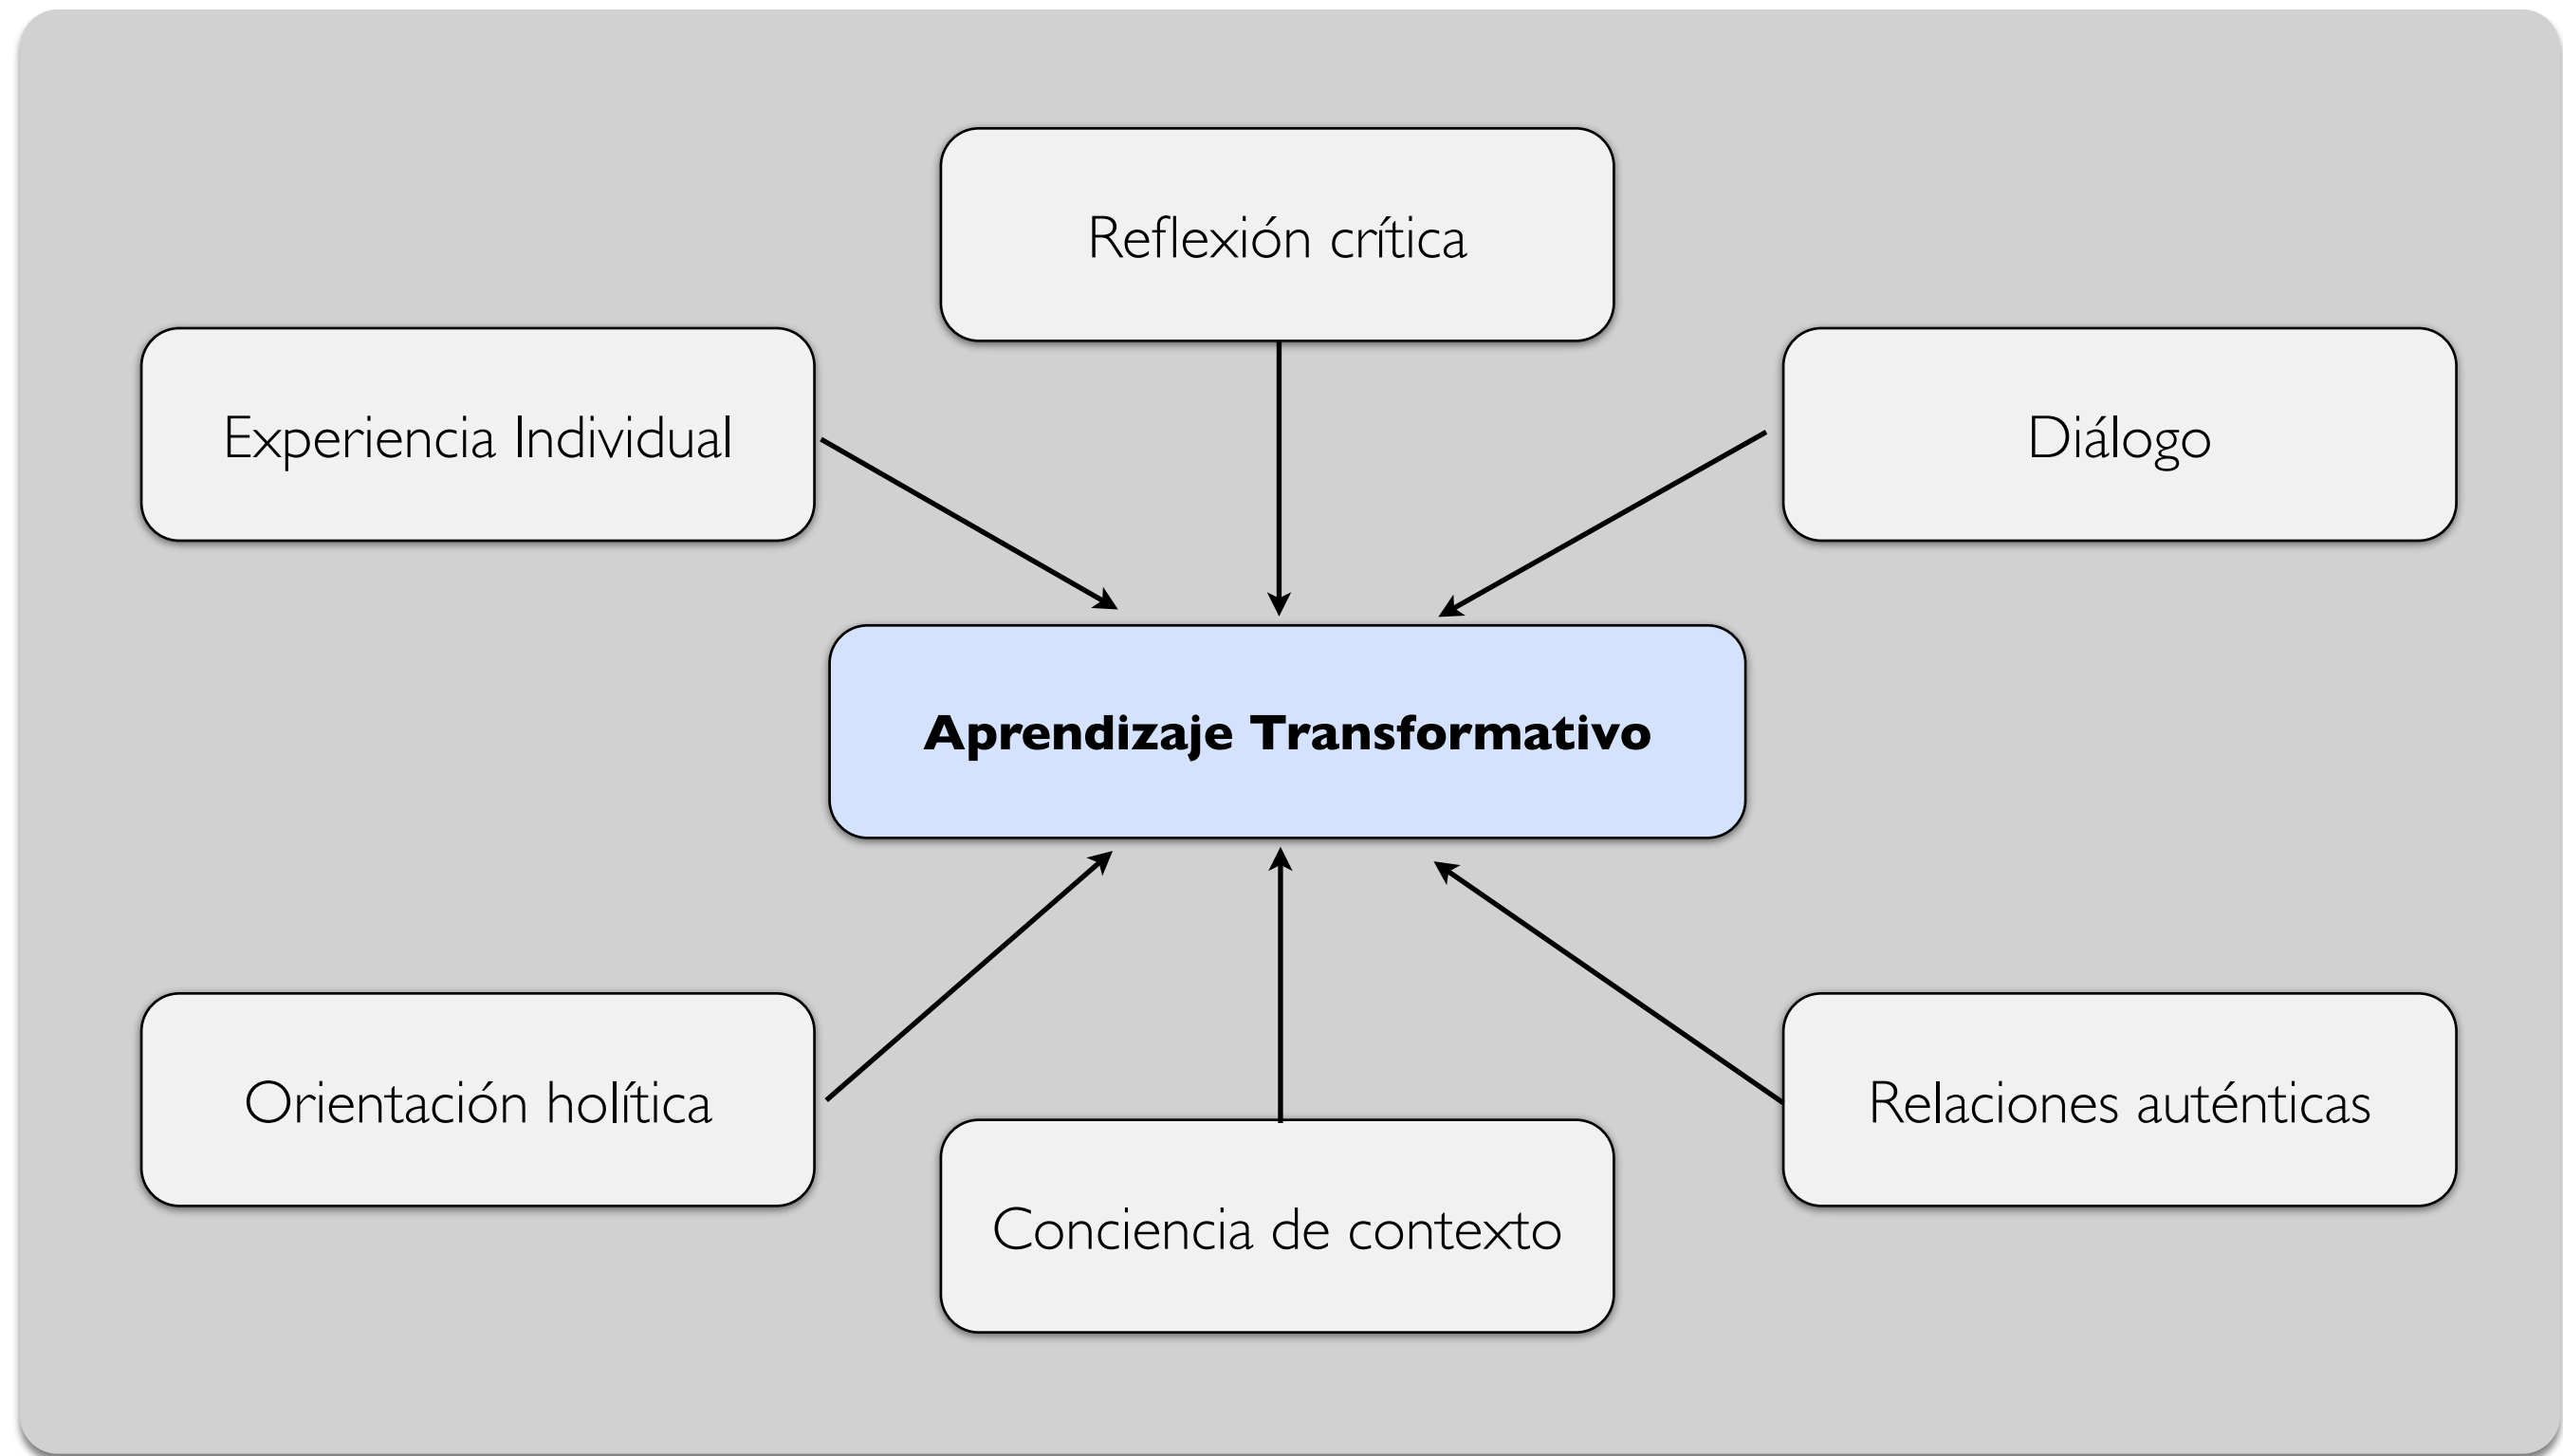 Reflexión crítica
Experiencia Individual
Diálogo
Aprendizaje Transformativo
Orientación holítica
Relaciones auténticas
Conciencia de contexto